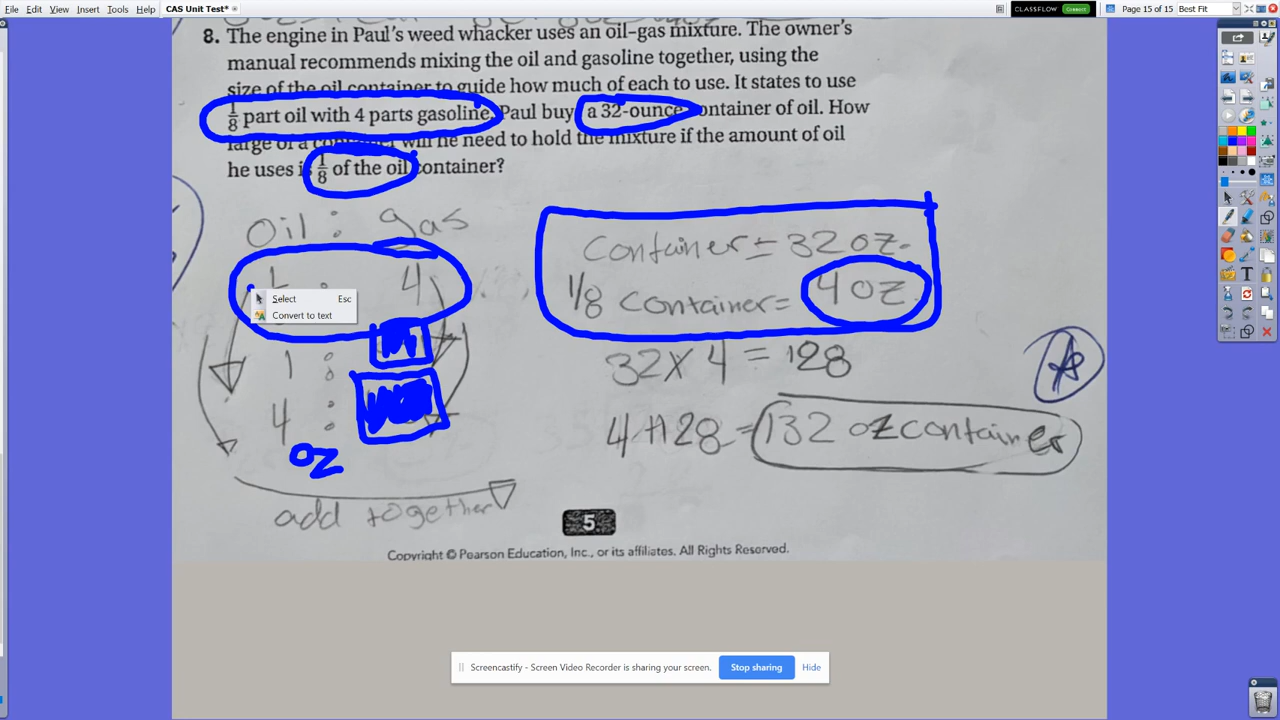 File Edit View Insert Tools Help CAS Unit Test* CLASSFLOW Connect Page 15 of 15 Best Fit
8. The engine in Paul's weed whacker uses an oil-gas mixture. The owner's
manual recommends mixing the oil and gasoline together, using the
size of the oil container to guide how much of each to use. It states to use
1/8 part oil with 4 parts gasoline. Paul buys a 32-ounce container of oil. How
large of a container will he need to hold the mixture if the amount of oil
he uses is 1/8 of the oil container?
Oil : gas
4
1 :
4 :
oz
add together
Select Esc
Convert to text
Container = 32 oz.
1/8 container = 4 oz.
32 x 4 = 128
4 + 128 = 132 oz container
5
Copyright © Pearson Education, Inc., or its affiliates. All Rights Reserved.
Screencastify - Screen Video Recorder is sharing your screen. Stop sharing Hide